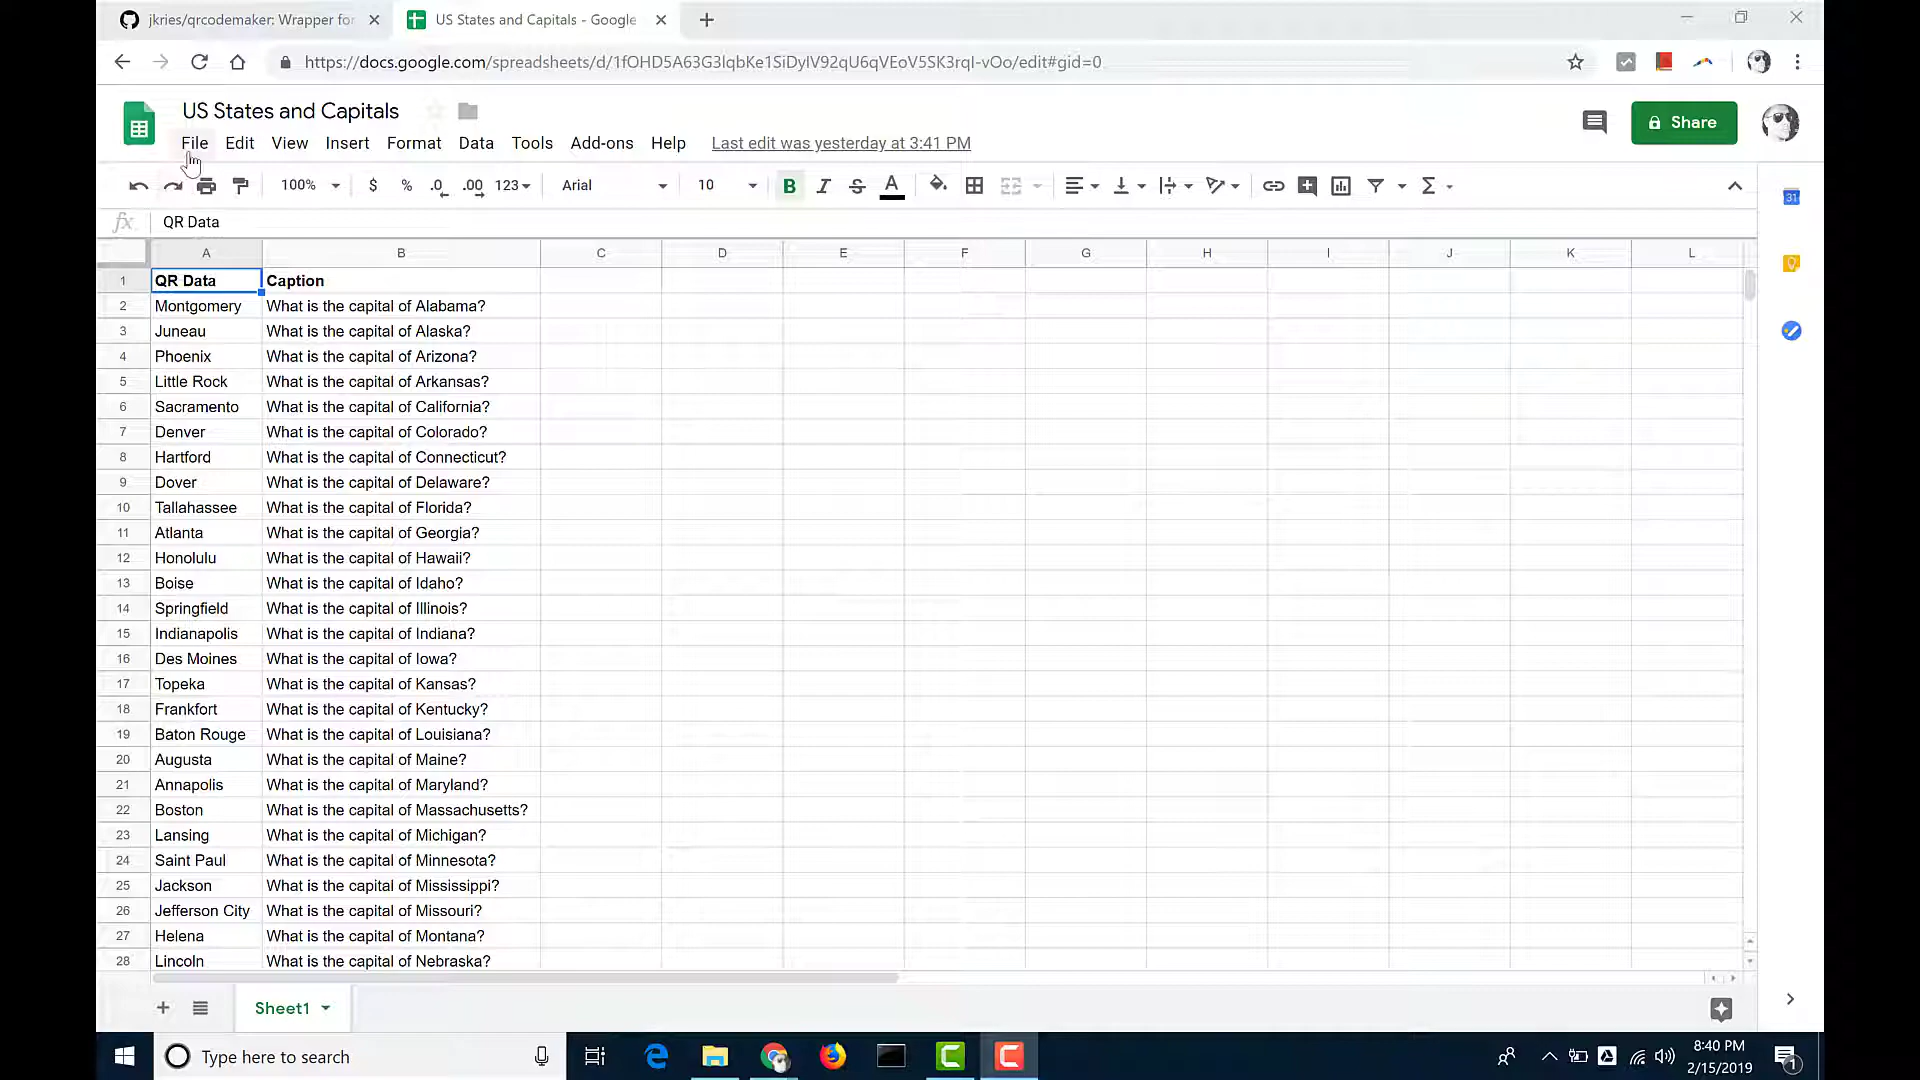 jkries/qrcodemaker: Wrapper for
US States and Capitals - Google
https://docs.google.com/spreadsheets/d/1fOHD5A63G3lqbKe1SiDyIV92qU6qVEoV5SK3rqI-vOo/edit#gid=0
US States and Capitals
File Edit View Insert Format Data Tools Add-ons Help Last edit was yesterday at 3:41 PM
Share
100% $ % .0 .00 123 Arial 10 B I S A Σ
31
fx QR Data
A B C D E F G H I J K L
1 QR Data Caption
2 Montgomery What is the capital of Alabama?
3 Juneau What is the capital of Alaska?
4 Phoenix What is the capital of Arizona?
5 Little Rock What is the capital of Arkansas?
6 Sacramento What is the capital of California?
7 Denver What is the capital of Colorado?
8 Hartford What is the capital of Connecticut?
9 Dover What is the capital of Delaware?
10 Tallahassee What is the capital of Florida?
11 Atlanta What is the capital of Georgia?
12 Honolulu What is the capital of Hawaii?
13 Boise What is the capital of Idaho?
14 Springfield What is the capital of Illinois?
15 Indianapolis What is the capital of Indiana?
16 Des Moines What is the capital of Iowa?
17 Topeka What is the capital of Kansas?
18 Frankfort What is the capital of Kentucky?
19 Baton Rouge What is the capital of Louisiana?
20 Augusta What is the capital of Maine?
21 Annapolis What is the capital of Maryland?
22 Boston What is the capital of Massachusetts?
23 Lansing What is the capital of Michigan?
24 Saint Paul What is the capital of Minnesota?
25 Jackson What is the capital of Mississippi?
26 Jefferson City What is the capital of Missouri?
27 Helena What is the capital of Montana?
28 Lincoln What is the capital of Nebraska?
Sheet1
Type here to search
8:40 PM
2/15/2019
1